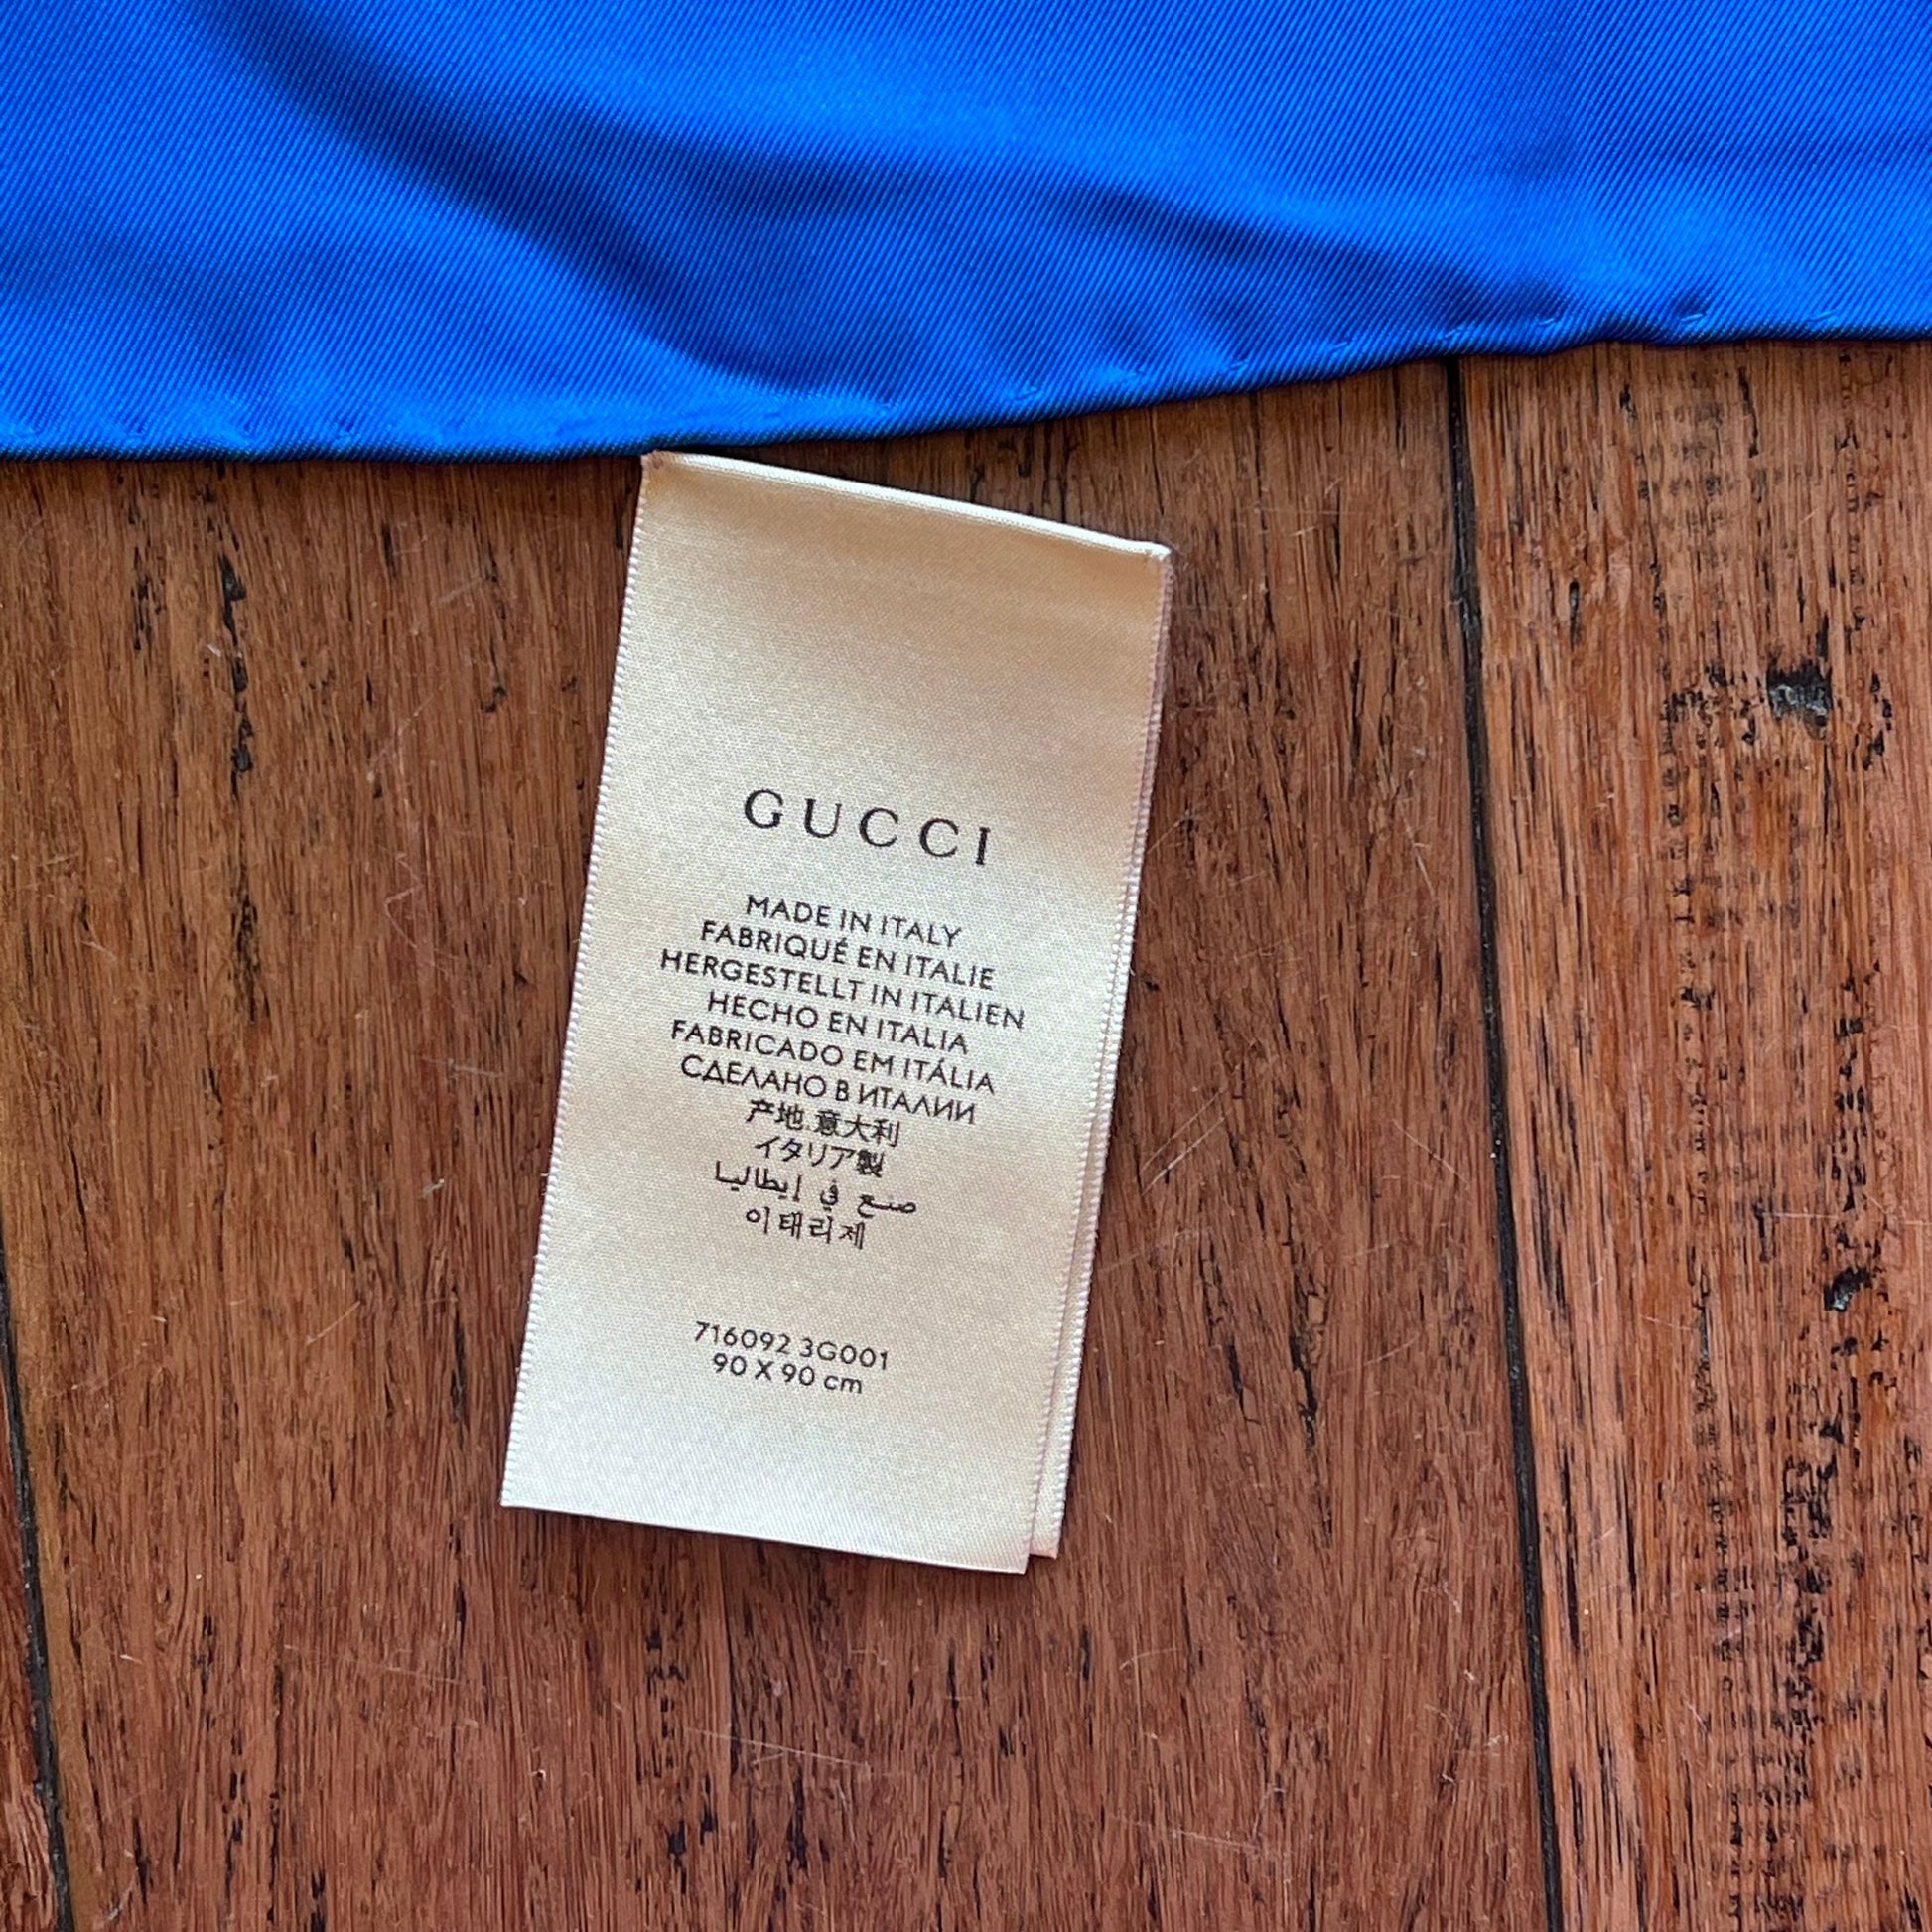 GUCCI
MADE IN ITALY
FABRIQUÉ EN ITALIE
HERGESTELLT IN ITALIEN
HECHO EN ITALIA
FABRICADO EM ITÁLIA
СДЕЛАНО В ИТАЛИИ
产地.意大利
イタリア製
صنع في إيطاليا
이태리제
716092 3G001
90 X 90 cm